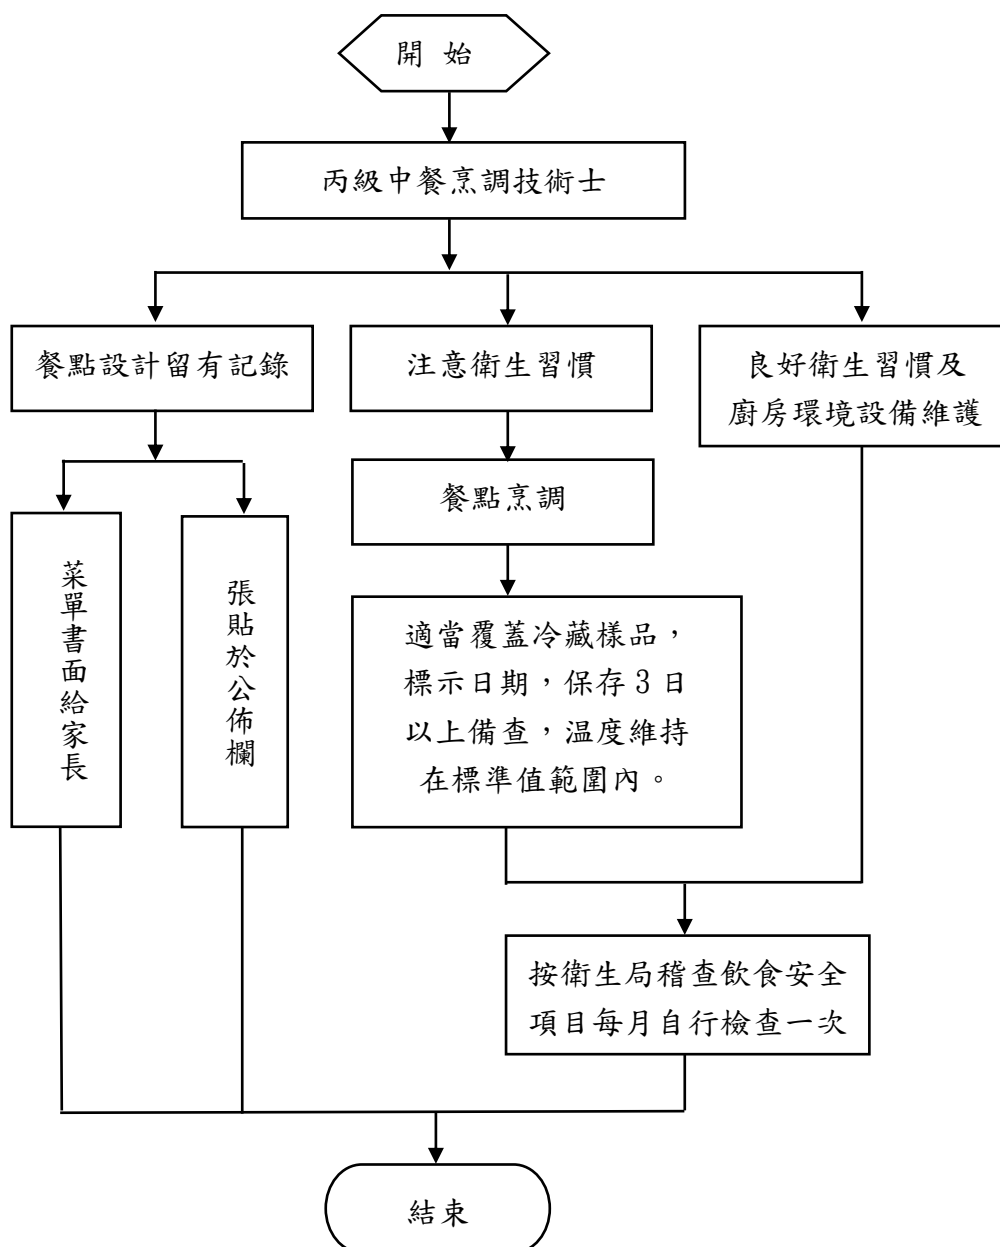 開 始
丙級中餐烹調技術士
餐點設計留有記錄
注意衛生習慣
良好衛生習慣及
廚房環境設備維護
餐點烹調
菜單書面給家長
張貼於公佈欄
適當覆蓋冷藏樣品，
標示日期，保存3日
以上備查，温度維持
在標準值範圍內。
按衛生局稽查飲食安全
項目每月自行檢查一次
結束